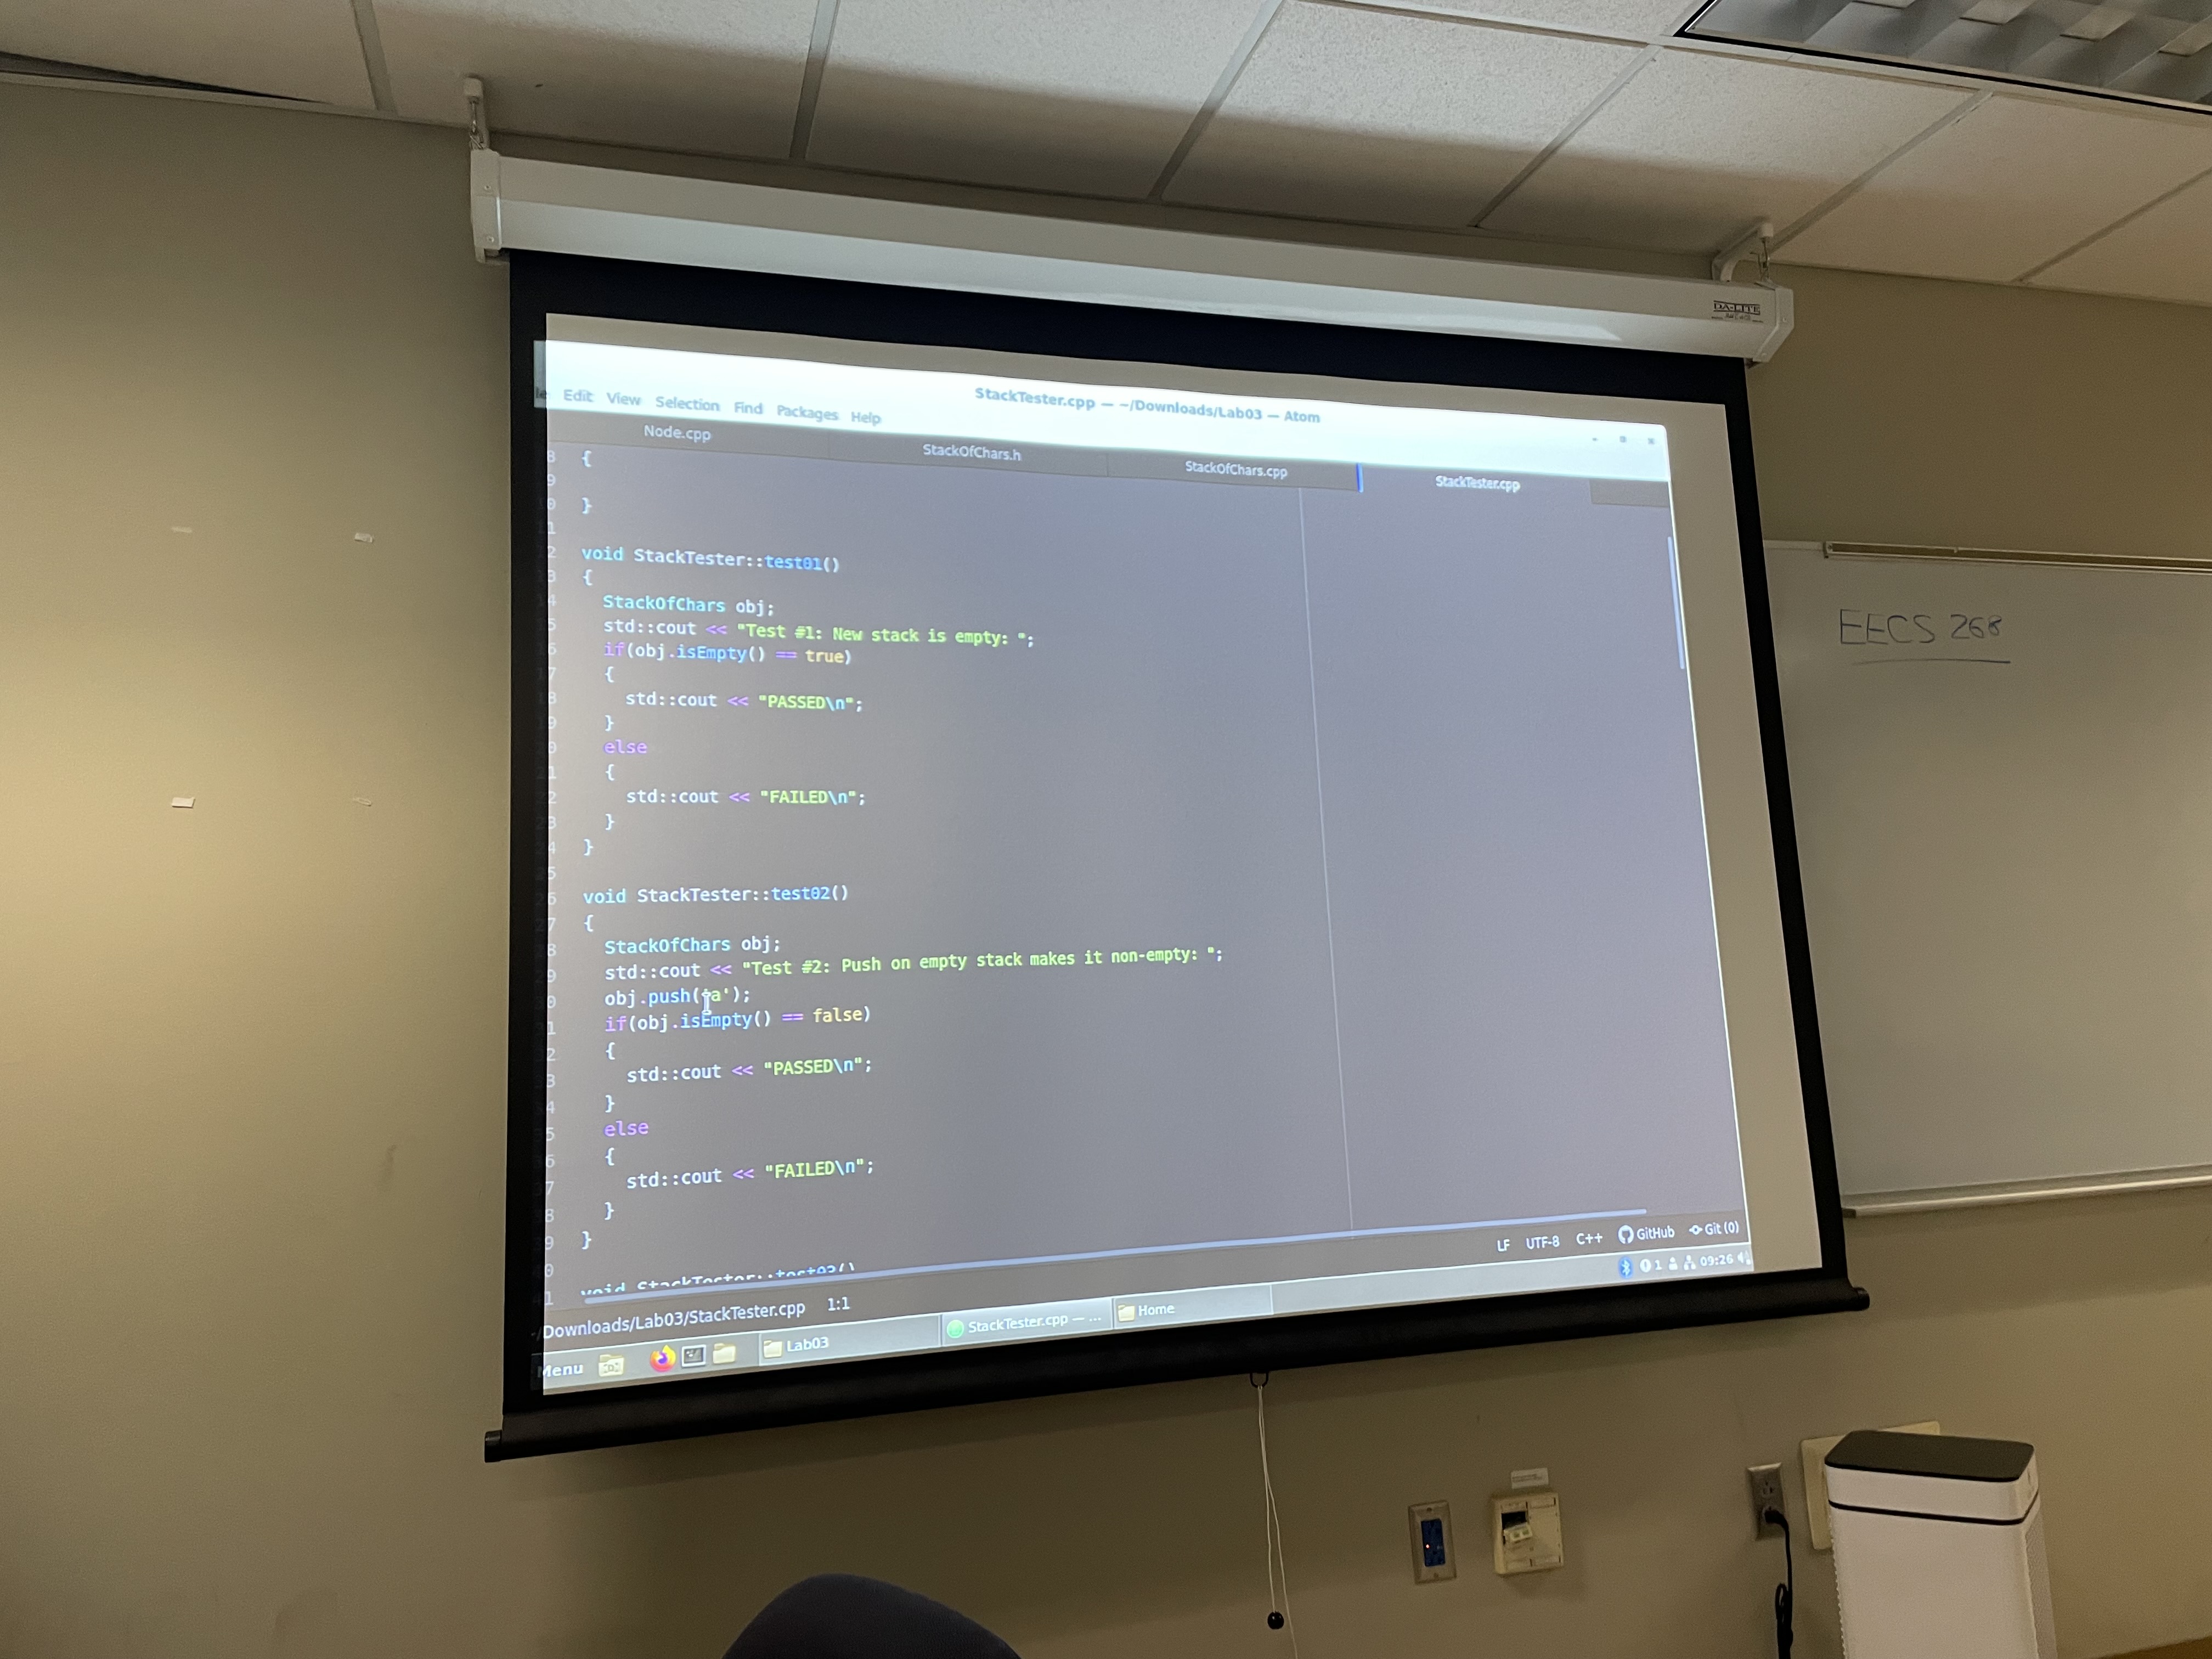 DA-LITE
StackTester.cpp — ~/Downloads/Lab03 — Atom
Edit View Selection Find Packages Help
Node.cpp StackOfChars.h StackOfChars.cpp StackTester.cpp
8 {
9
0 }
1
2 void StackTester::test01()
3 {
4 StackOfChars obj;
5 std::cout << "Test #1: New stack is empty: ";
6 if(obj.isEmpty() == true)
7 {
8 std::cout << "PASSED\n";
9 }
0 else
1 {
2 std::cout << "FAILED\n";
3 }
4 }
5
26 void StackTester::test02()
27 {
8 StackOfChars obj;
9 std::cout << "Test #2: Push on empty stack makes it non-empty: ";
0 obj.push('a');
1 if(obj.isEmpty() == false)
2 {
3 std::cout << "PASSED\n";
4 }
5 else
6 {
7 std::cout << "FAILED\n";
8 }
9 }
0
1 void StackTester::test03()
~/Downloads/Lab03/StackTester.cpp 1:1
LF UTF-8 C++ GitHub Git (0)
Menu Lab03 StackTester.cpp — ... Home
1 09:26
EECS 268